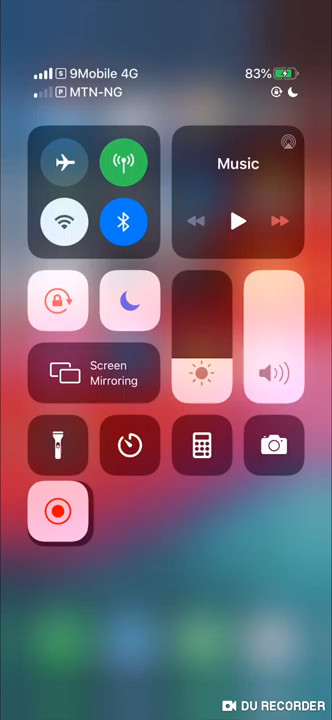 S 9Mobile 4G 83%
P MTN-NG
Music
Screen
Mirroring
DU RECORDER